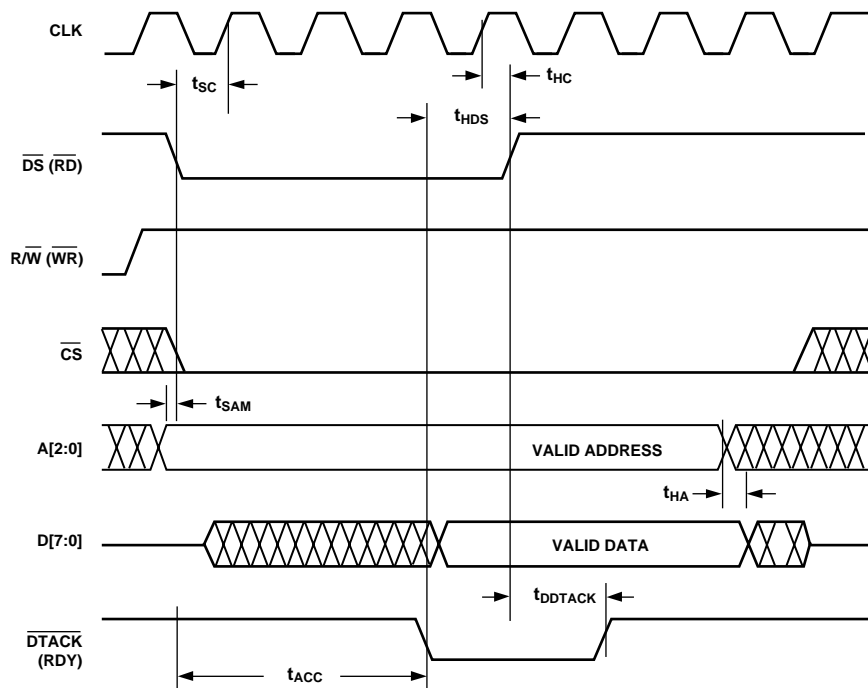 CLK
tSC
tHC
tHDS
DS (RD)
R/W (WR)
CS
tSAM
A[2:0]
VALID ADDRESS
tHA
D[7:0]
VALID DATA
tDDTACK
DTACK
(RDY)
tACC